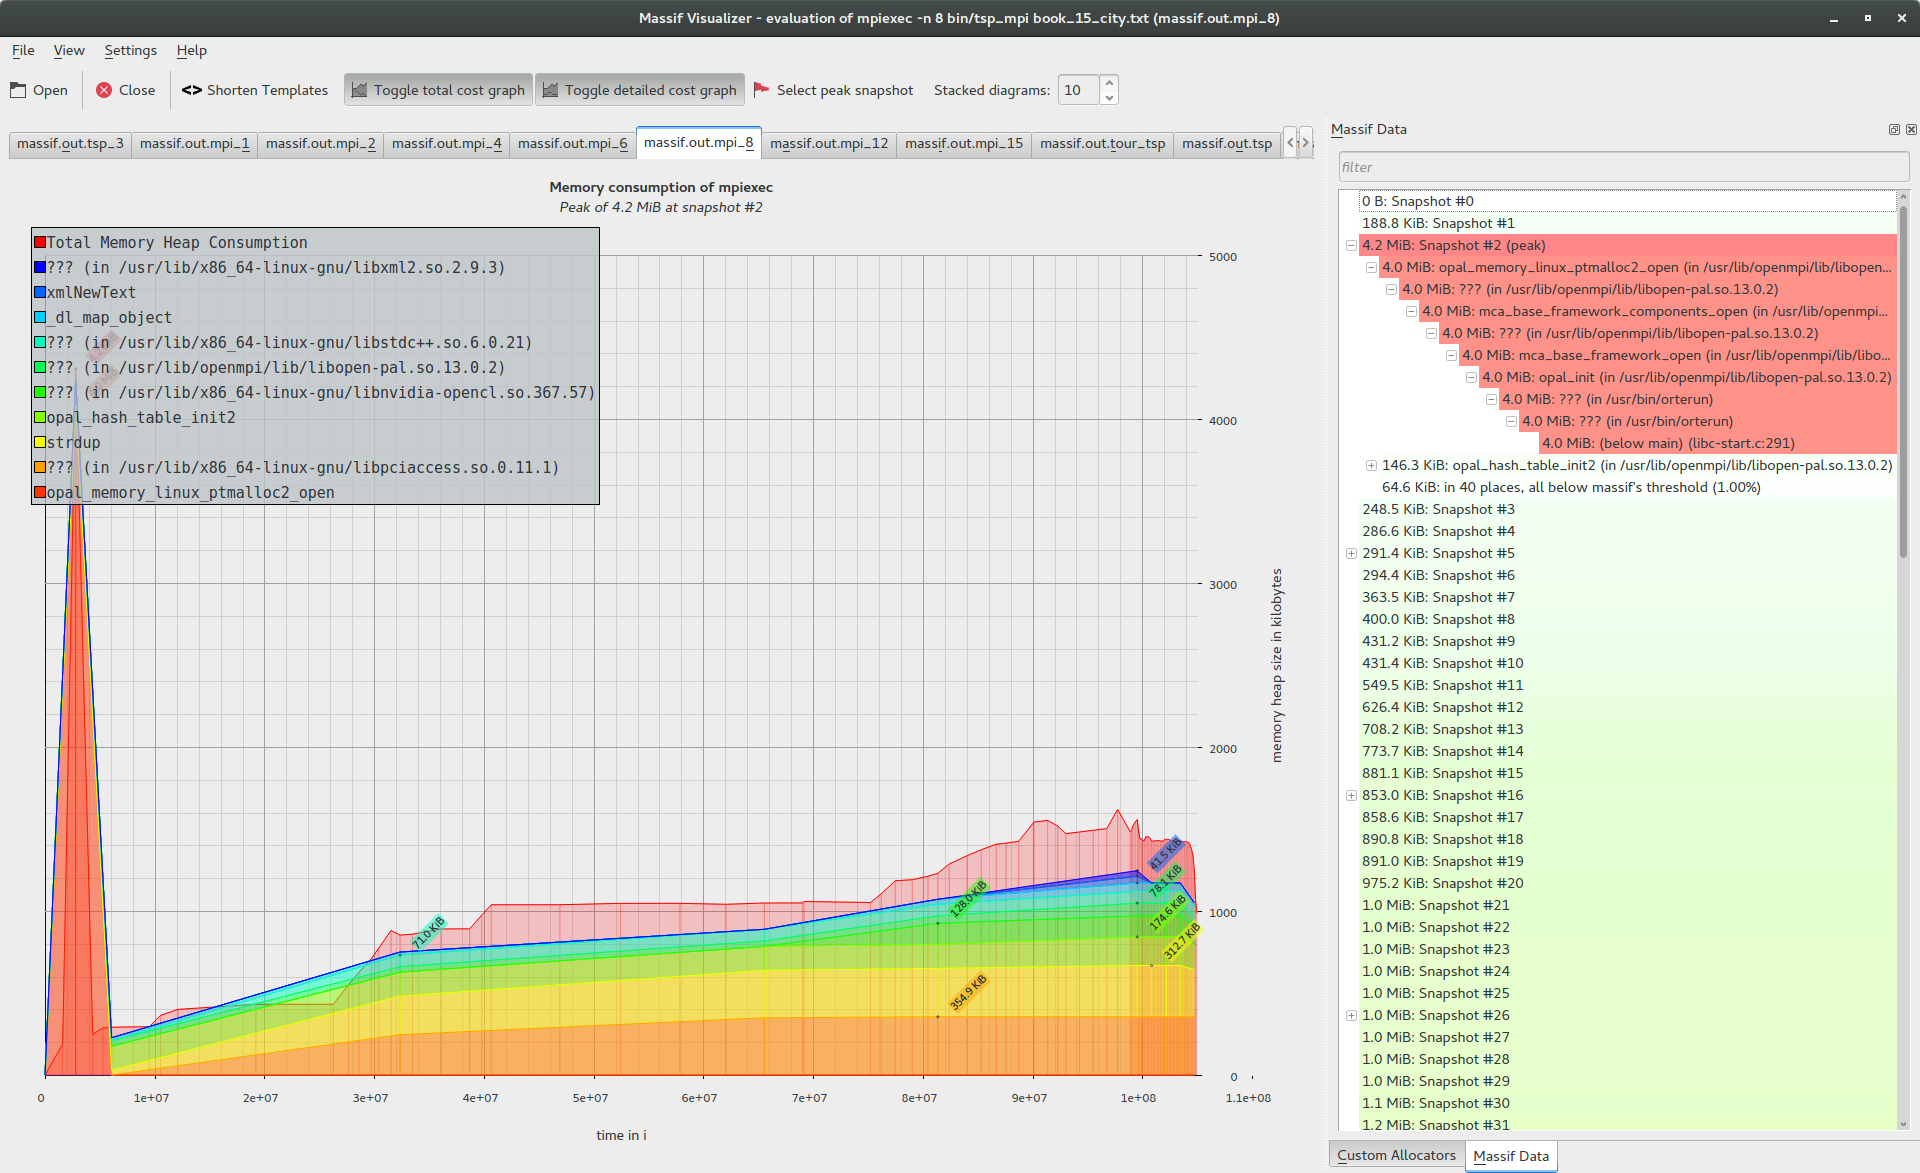 Massif Visualizer - evaluation of mpiexec -n 8 bin/tsp_mpi book_15_city.txt (massif.out.mpi_8)
File View Settings Help
Open Close <> Shorten Templates Toggle total cost graph Toggle detailed cost graph Select peak snapshot Stacked diagrams: 10
massif.out.tsp_3 massif.out.mpi_1 massif.out.mpi_2 massif.out.mpi_4 massif.out.mpi_6 massif.out.mpi_8 massif.out.mpi_12 massif.out.mpi_15 massif.out.tour_tsp massif.out.tsp
Memory consumption of mpiexec
Peak of 4.2 MiB at snapshot #2
Total Memory Heap Consumption
??? (in /usr/lib/x86_64-linux-gnu/libxml2.so.2.9.3)
xmlNewText
_dl_map_object
??? (in /usr/lib/x86_64-linux-gnu/libstdc++.so.6.0.21)
??? (in /usr/lib/openmpi/lib/libopen-pal.so.13.0.2)
??? (in /usr/lib/x86_64-linux-gnu/libnvidia-opencl.so.367.57)
opal_hash_table_init2
strdup
??? (in /usr/lib/x86_64-linux-gnu/libpciaccess.so.0.11.1)
opal_memory_linux_ptmalloc2_open
5000
4000
3000
2000
1000
0
memory heap size in kilobytes
71.0 KiB
128.0 KiB
354.9 KiB
41.5 KiB
78.1 KiB
174.6 KiB
312.7 KiB
0 1e+07 2e+07 3e+07 4e+07 5e+07 6e+07 7e+07 8e+07 9e+07 1e+08 1.1e+08
time in i
Massif Data
filter
0 B: Snapshot #0
188.8 KiB: Snapshot #1
4.2 MiB: Snapshot #2 (peak)
4.0 MiB: opal_memory_linux_ptmalloc2_open (in /usr/lib/openmpi/lib/libopen...
4.0 MiB: ??? (in /usr/lib/openmpi/lib/libopen-pal.so.13.0.2)
4.0 MiB: mca_base_framework_components_open (in /usr/lib/openmpi...
4.0 MiB: ??? (in /usr/lib/openmpi/lib/libopen-pal.so.13.0.2)
4.0 MiB: mca_base_framework_open (in /usr/lib/openmpi/lib/libo...
4.0 MiB: opal_init (in /usr/lib/openmpi/lib/libopen-pal.so.13.0.2)
4.0 MiB: ??? (in /usr/bin/orterun)
4.0 MiB: ??? (in /usr/bin/orterun)
4.0 MiB: (below main) (libc-start.c:291)
146.3 KiB: opal_hash_table_init2 (in /usr/lib/openmpi/lib/libopen-pal.so.13.0.2)
64.6 KiB: in 40 places, all below massif's threshold (1.00%)
248.5 KiB: Snapshot #3
286.6 KiB: Snapshot #4
291.4 KiB: Snapshot #5
294.4 KiB: Snapshot #6
363.5 KiB: Snapshot #7
400.0 KiB: Snapshot #8
431.2 KiB: Snapshot #9
431.4 KiB: Snapshot #10
549.5 KiB: Snapshot #11
626.4 KiB: Snapshot #12
708.2 KiB: Snapshot #13
773.7 KiB: Snapshot #14
881.1 KiB: Snapshot #15
853.0 KiB: Snapshot #16
858.6 KiB: Snapshot #17
890.8 KiB: Snapshot #18
891.0 KiB: Snapshot #19
975.2 KiB: Snapshot #20
1.0 MiB: Snapshot #21
1.0 MiB: Snapshot #22
1.0 MiB: Snapshot #23
1.0 MiB: Snapshot #24
1.0 MiB: Snapshot #25
1.0 MiB: Snapshot #26
1.0 MiB: Snapshot #27
1.0 MiB: Snapshot #28
1.0 MiB: Snapshot #29
1.1 MiB: Snapshot #30
1.2 MiB: Snapshot #31
Custom Allocators Massif Data